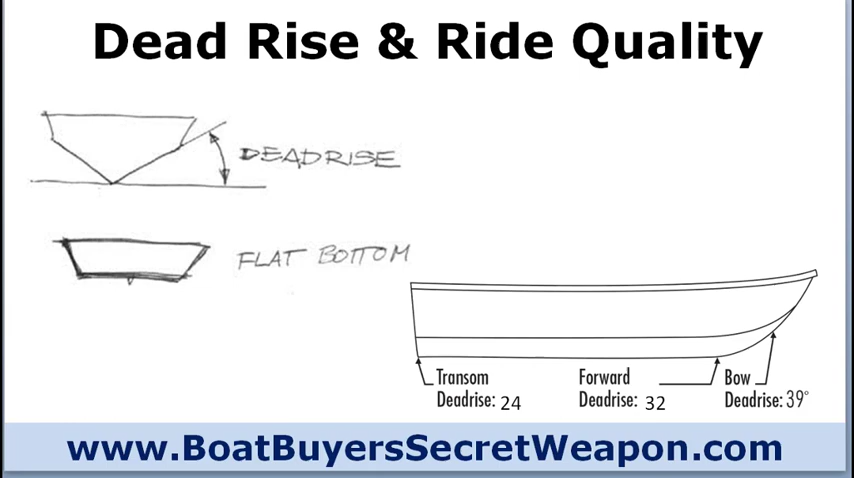 Dead Rise & Ride Quality
DEADRISE
FLAT BOTTOM
Transom
Deadrise: 24
Forward
Deadrise: 32
Bow
Deadrise: 39°
www.BoatBuyersSecretWeapon.com